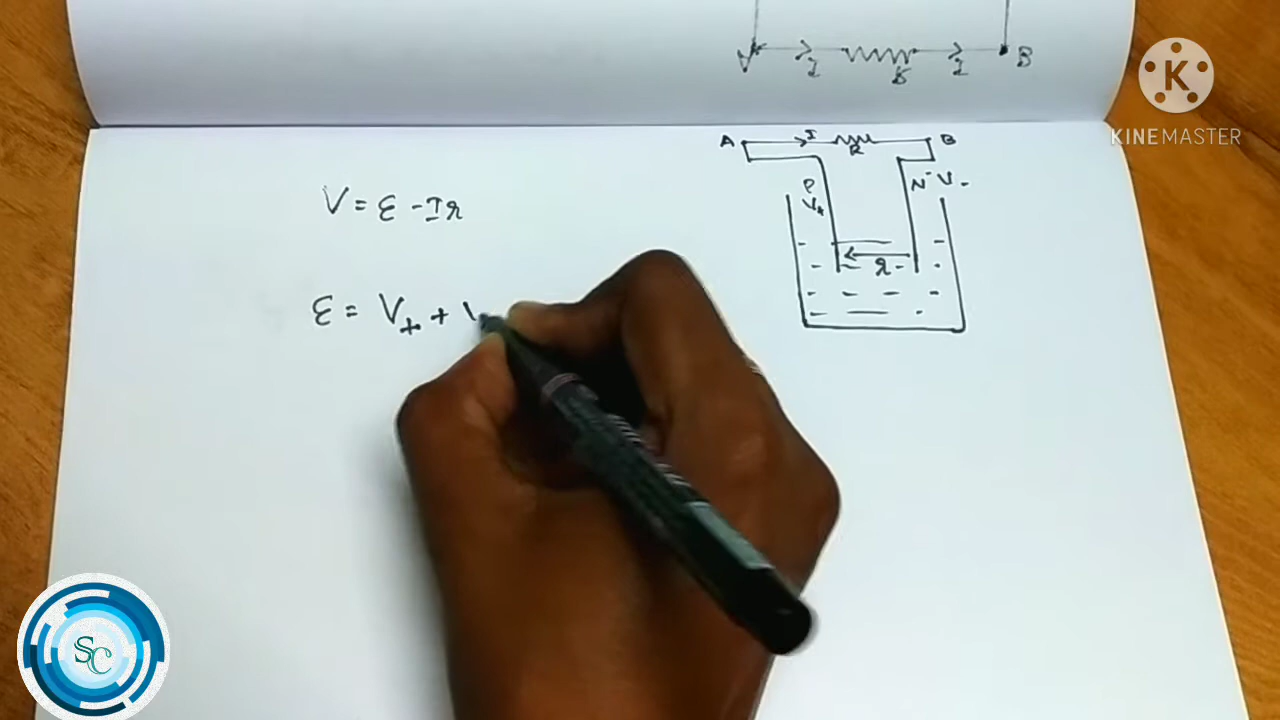 I R I B
KINEMASTER
A I R B
P N - V-
V+
V = ε - Ir
r
ε = V+ + V
SC